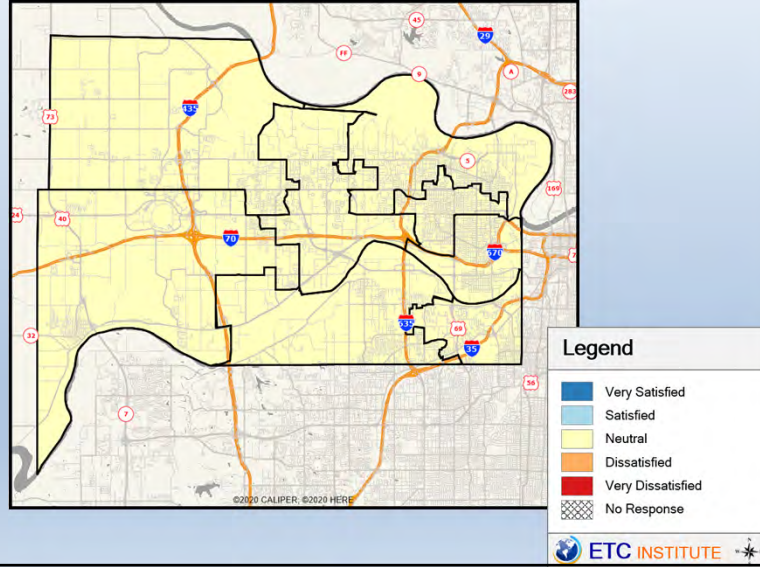 45
29
FF
9
A
283
435
73
5
169
24
40
70
670
32
635
69
35
56
7
©2020 CALIPER; ©2020 HERE
Legend
Very Satisfied
Satisfied
Neutral
Dissatisfied
Very Dissatisfied
No Response
ETC INSTITUTE